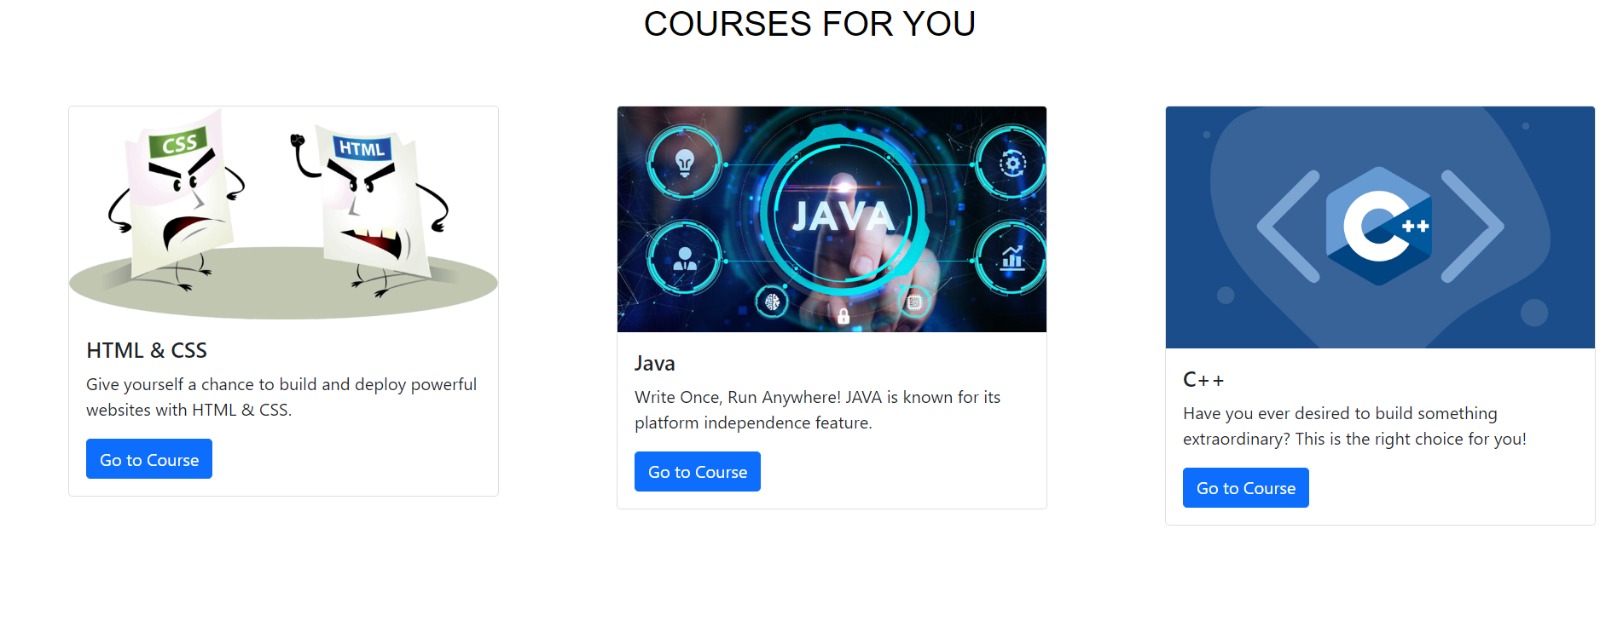 COURSES FOR YOU
CSS
HTML
HTML & CSS
Give yourself a chance to build and deploy powerful
websites with HTML & CSS.
Go to Course
JAVA
Java
Write Once, Run Anywhere! JAVA is known for its
platform independence feature.
Go to Course
C++
C++
Have you ever desired to build something
extraordinary? This is the right choice for you!
Go to Course